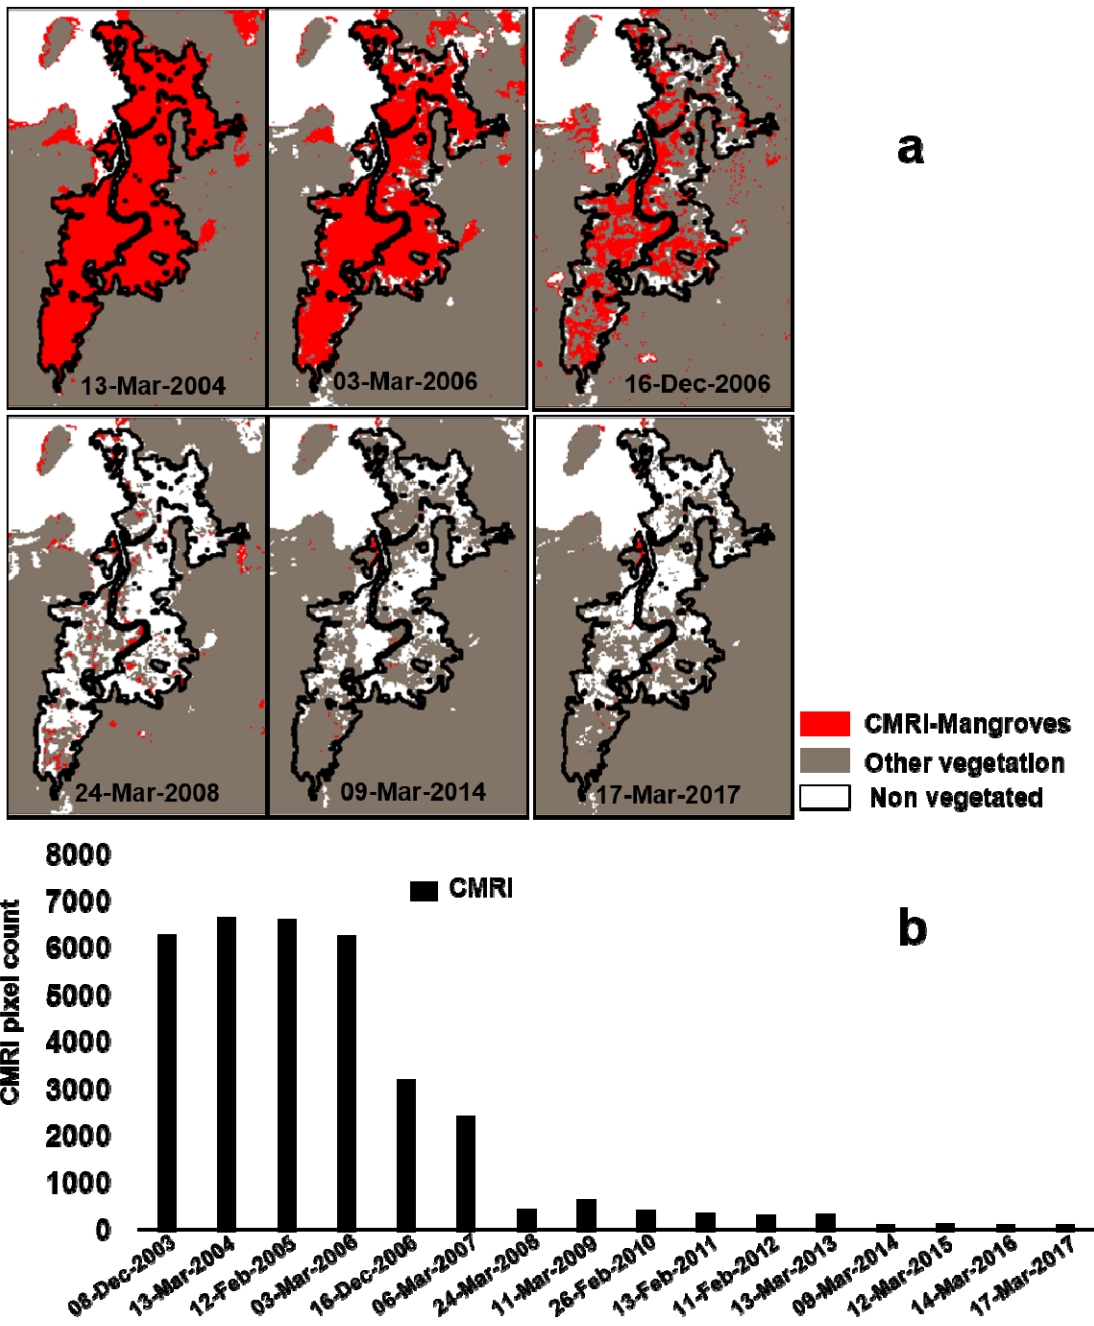 a
13-Mar-2004
03-Mar-2006
16-Dec-2006
24-Mar-2008
09-Mar-2014
17-Mar-2017
CMRI-Mangroves
Other vegetation
Non vegetated
8000
7000
6000
5000
4000
3000
2000
1000
0
CMRI pixel count
CMRI
b
08-Dec-2003
13-Mar-2004
12-Feb-2005
03-Mar-2006
16-Dec-2006
06-Mar-2007
24-Mar-2008
11-Mar-2009
26-Feb-2010
13-Feb-2011
11-Feb-2012
13-Mar-2013
09-Mar-2014
12-Mar-2015
14-Mar-2016
17-Mar-2017